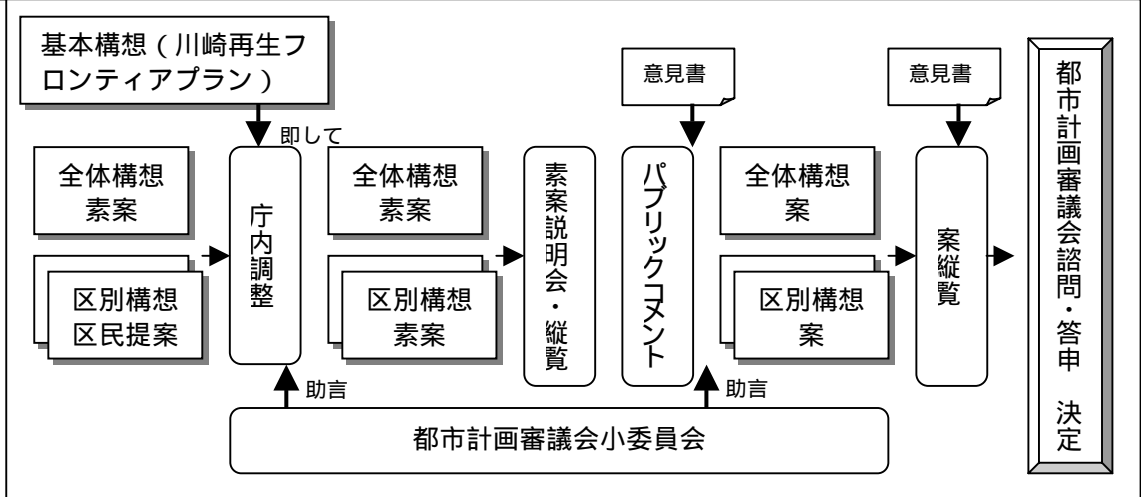 基本構想（川崎再生フ
ロンティアプラン）
即して
全体構想
素案
区別構想
区民提案
庁内調整
全体構想
素案
区別構想
素案
素案説明会・縦覧
意見書
パブリックコメント
全体構想
案
区別構想
案
意見書
案縦覧
都市計画審議会諮問・答申　決定
助言
助言
都市計画審議会小委員会